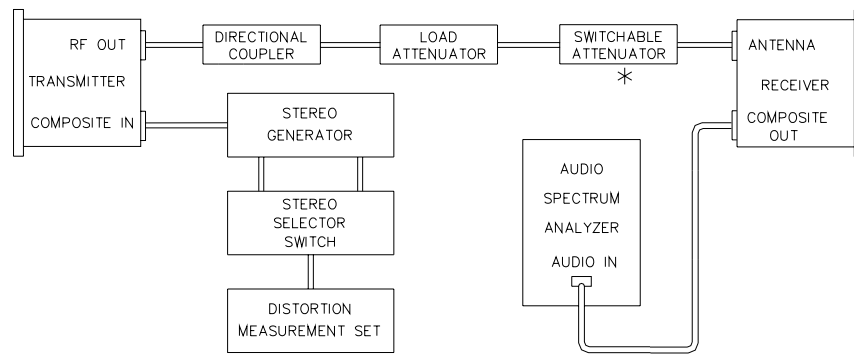 RF OUT
TRANSMITTER
COMPOSITE IN
DIRECTIONAL
COUPLER
LOAD
ATTENUATOR
SWITCHABLE
ATTENUATOR
*
ANTENNA
RECEIVER
COMPOSITE
OUT
STEREO
GENERATOR
STEREO
SELECTOR
SWITCH
DISTORTION
MEASUREMENT SET
AUDIO
SPECTRUM
ANALYZER
AUDIO IN